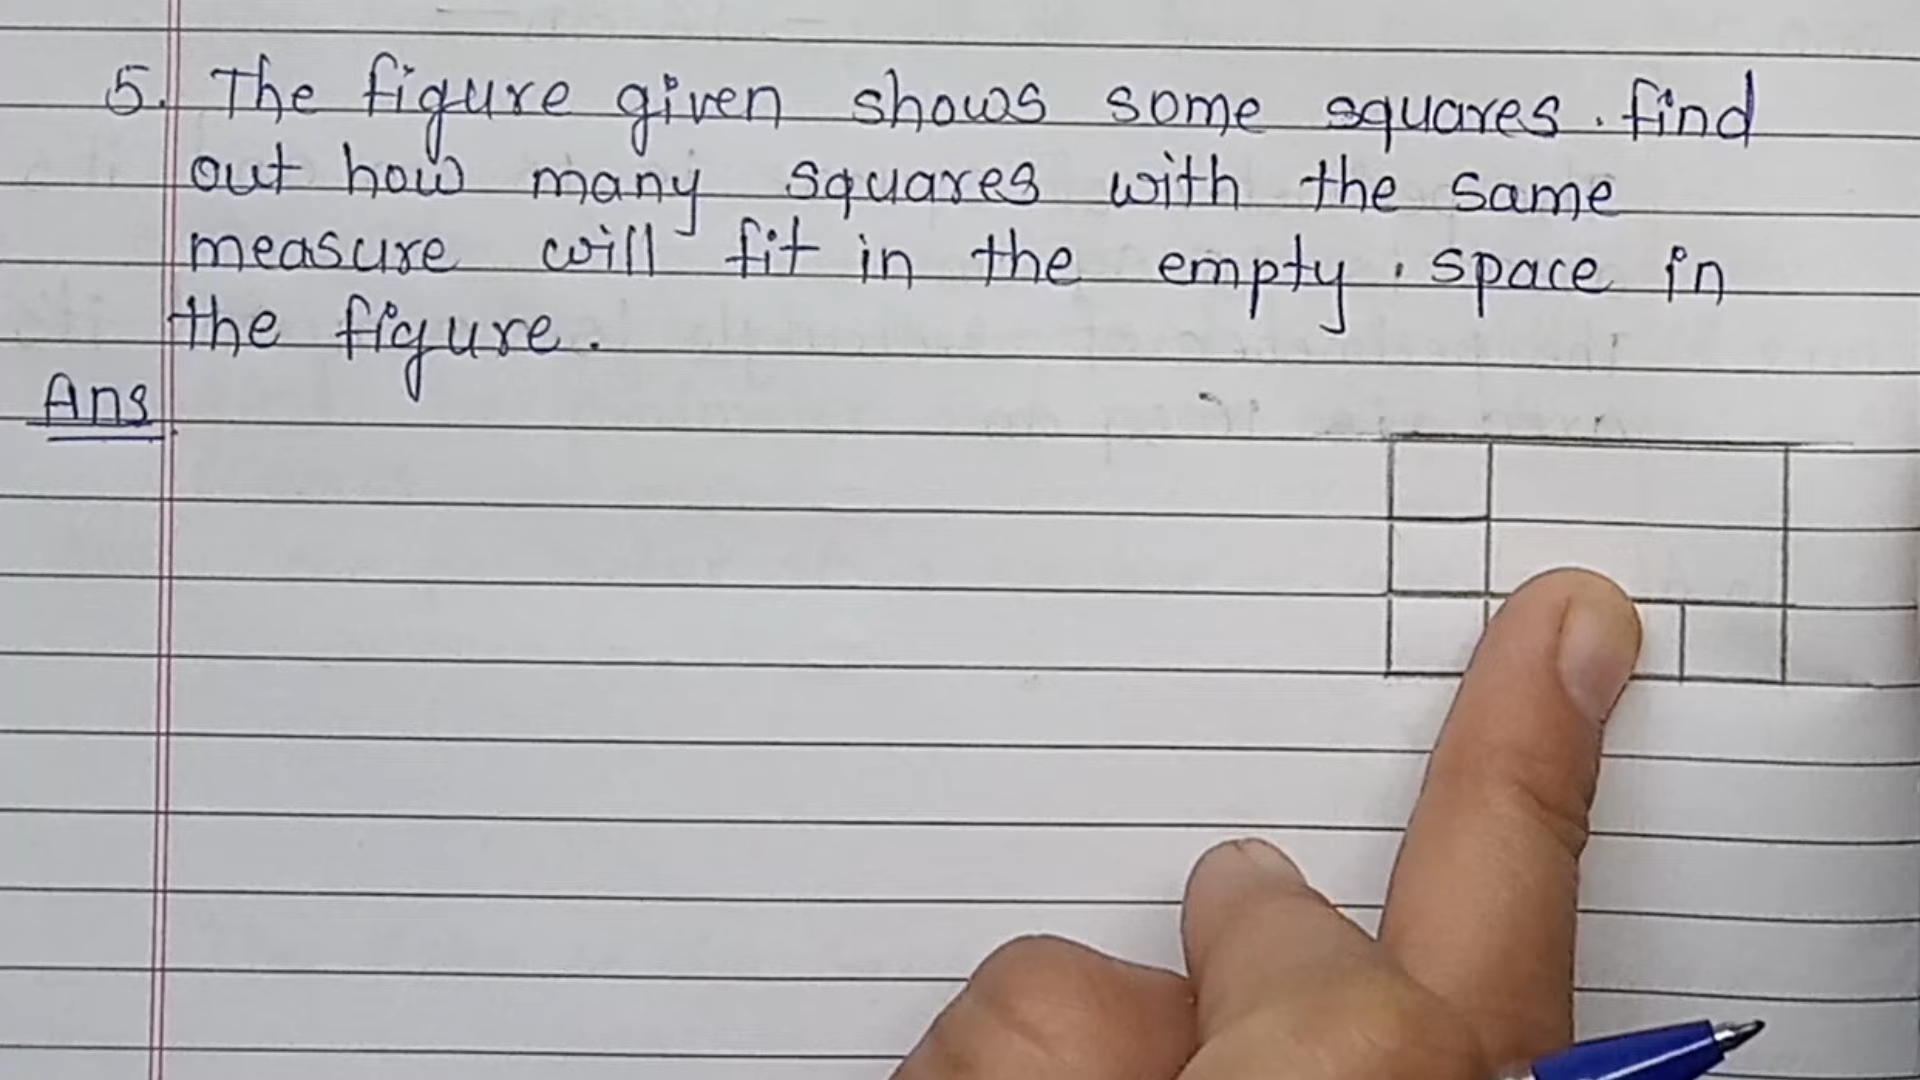 5. The figure given shows some squares. find
out how many squares with the same
measure will fit in the empty. space in
the figure.
Ans